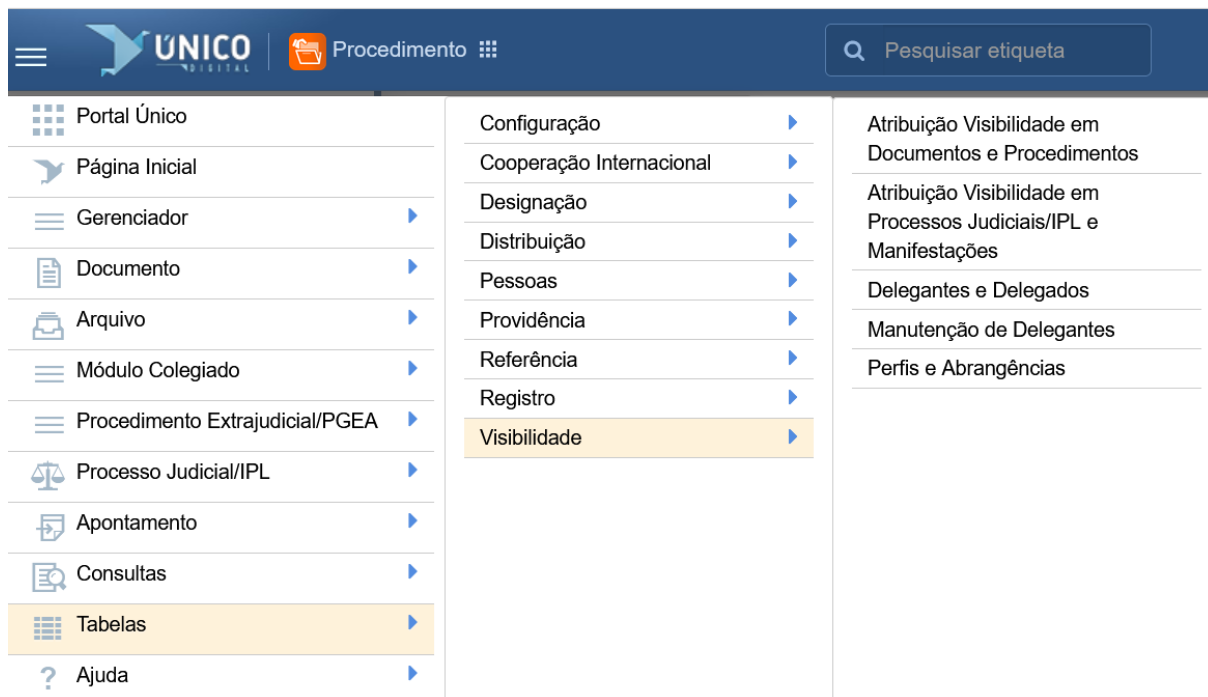 ÚNICO
DIGITAL
Procedimento
Pesquisar etiqueta
Portal Único
Página Inicial
Gerenciador
Documento
Arquivo
Módulo Colegiado
Procedimento Extrajudicial/PGEA
Processo Judicial/IPL
Apontamento
Consultas
Tabelas
? Ajuda
Configuração
Cooperação Internacional
Designação
Distribuição
Pessoas
Providência
Referência
Registro
Visibilidade
Atribuição Visibilidade em
Documentos e Procedimentos
Atribuição Visibilidade em
Processos Judiciais/IPL e
Manifestações
Delegantes e Delegados
Manutenção de Delegantes
Perfis e Abrangências